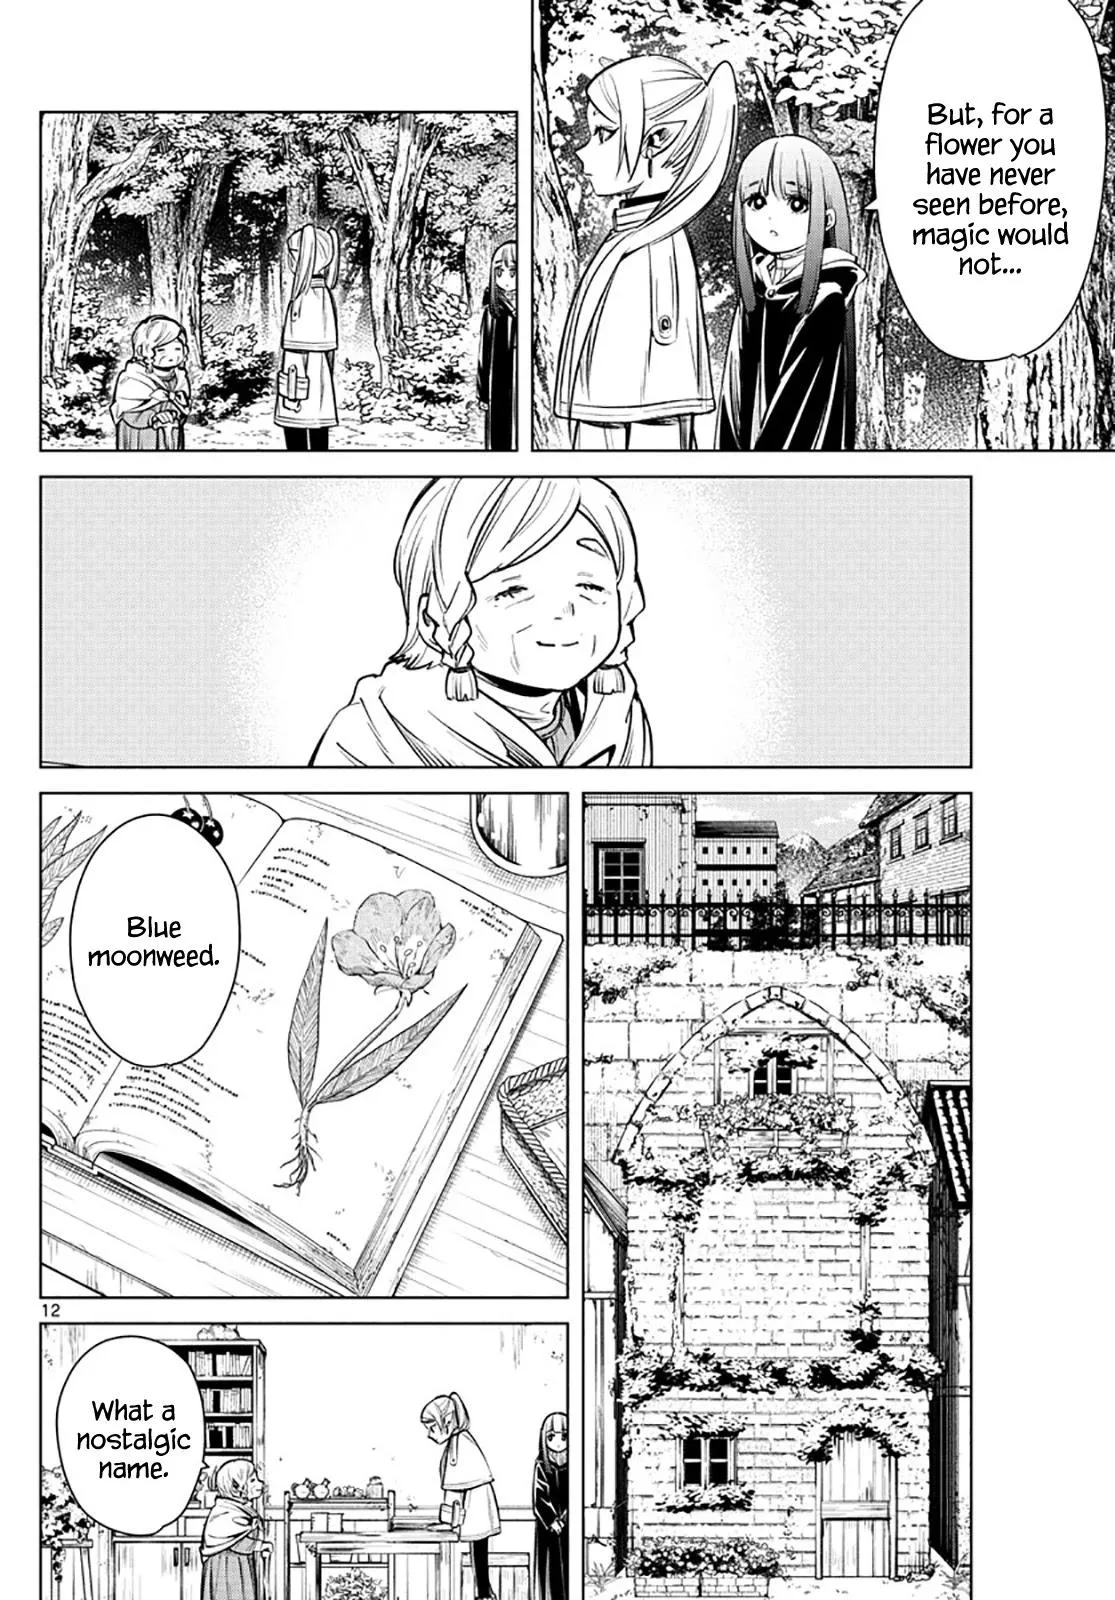 But, for a
flower you
have never
seen before,
magic would
not...
Blue
moonweed.
12
What a
nostalgic
name.